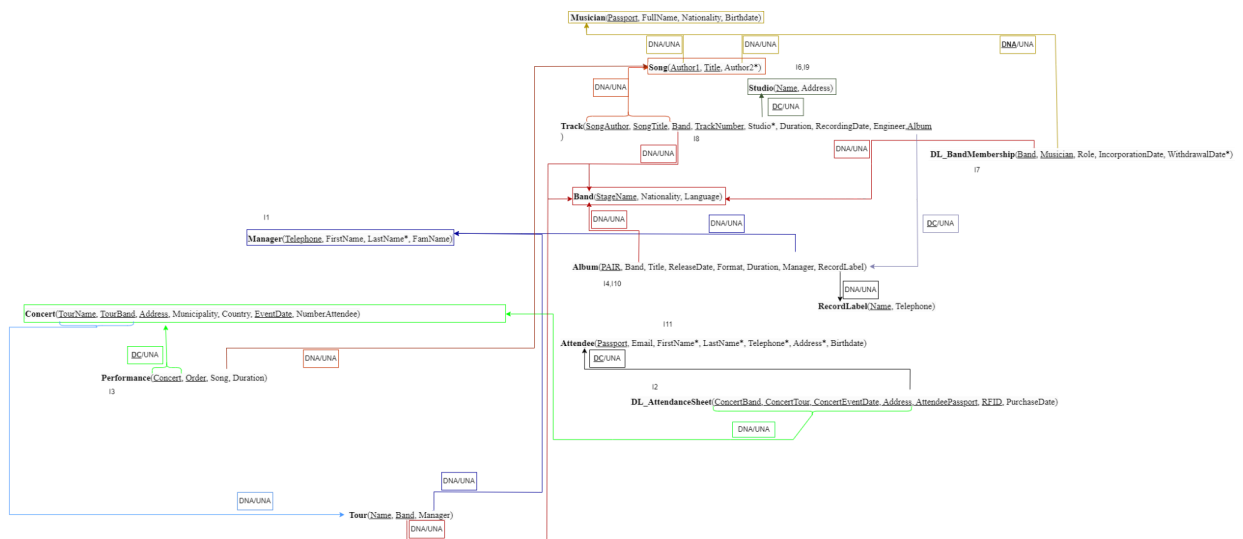 Musician(Passport, FullName, Nationality, Birthdate)
DNA/UNA
DNA/UNA
DNA/UNA
Song(Author1, Title, Author2*)
I6,I9
DNA/UNA
Studio(Name, Address)
DC/UNA
Track(SongAuthor, SongTitle, Band, TrackNumber, Studio*, Duration, RecordingDate, Engineer,Album
)
I8
DNA/UNA
DNA/UNA
DL_BandMembership(Band, Musician, Role, IncorporationDate, WithdrawalDate*)
I7
Band(StageName, Nationality, Language)
I1
DNA/UNA
DNA/UNA
DC/UNA
Manager(Telephone, FirstName, LastName*, FamName)
Album(PAIR, Band, Title, ReleaseDate, Format, Duration, Manager, RecordLabel)
I4,I10
DNA/UNA
RecordLabel(Name, Telephone)
Concert(TourName, TourBand, Address, Municipality, Country, EventDate, NumberAttendee)
I11
Attendee(Passport, Email, FirstName*, LastName*, Telephone*, Address*, Birthdate)
DC/UNA
DNA/UNA
DC/UNA
Performance(Concert, Order, Song, Duration)
I3
I2
DL_AttendanceSheet(ConcertBand, ConcertTour, ConcertEventDate, Address, AttendeePassport, RFID, PurchaseDate)
DNA/UNA
DNA/UNA
DNA/UNA
Tour(Name, Band, Manager)
DNA/UNA